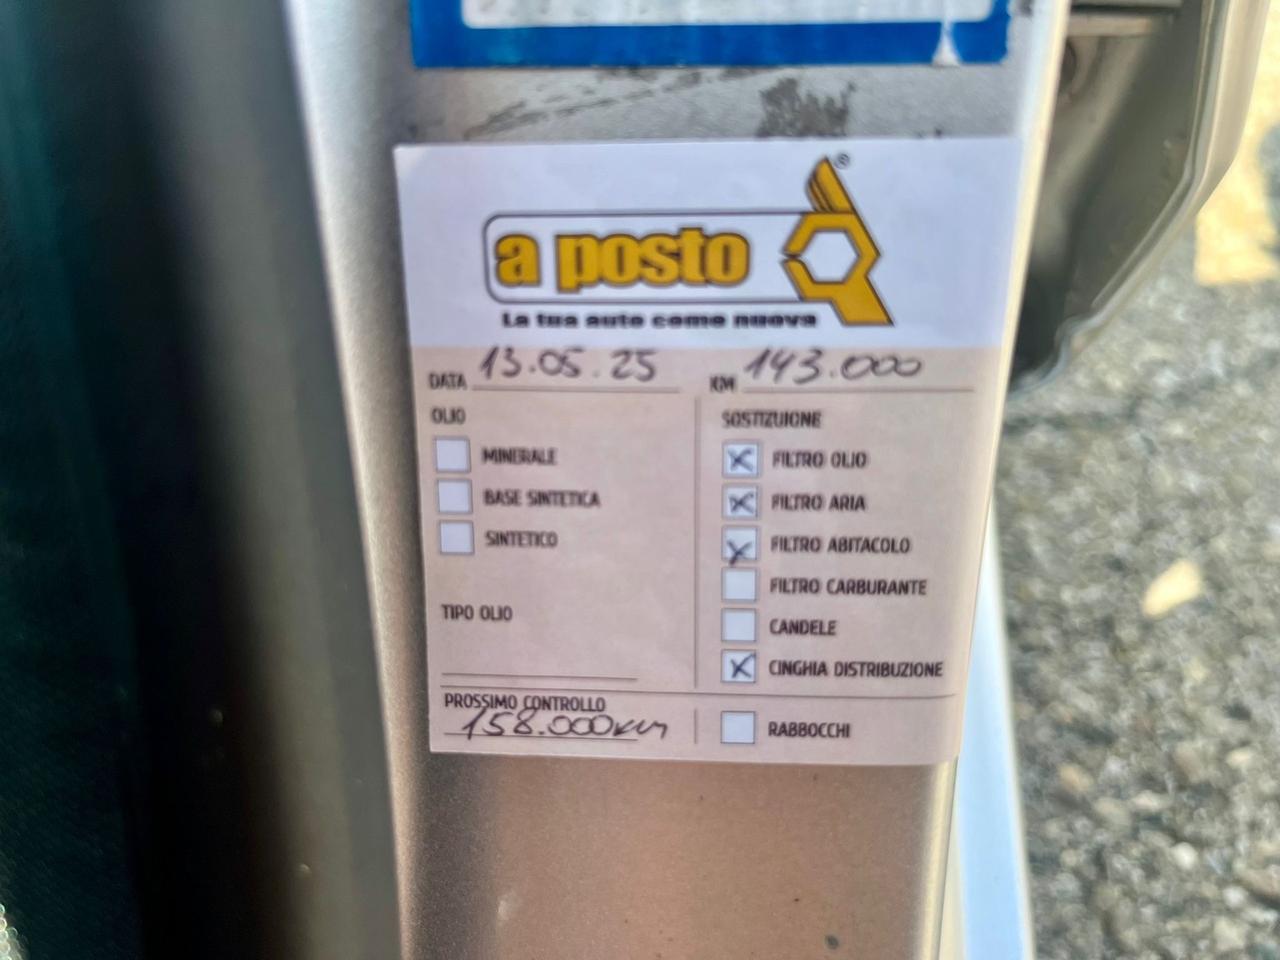 ®
a posto
La tua auto come nuova
DATA 13.05.25 KM 143.000
OLIO
MINERALE
BASE SINTETICA
SINTETICO
TIPO OLIO
SOSTIZUIONE
FILTRO OLIO
FILTRO ARIA
FILTRO ABITACOLO
FILTRO CARBURANTE
CANDELE
CINGHIA DISTRIBUZIONE
PROSSIMO CONTROLLO
158.000km
RABBOCCHI